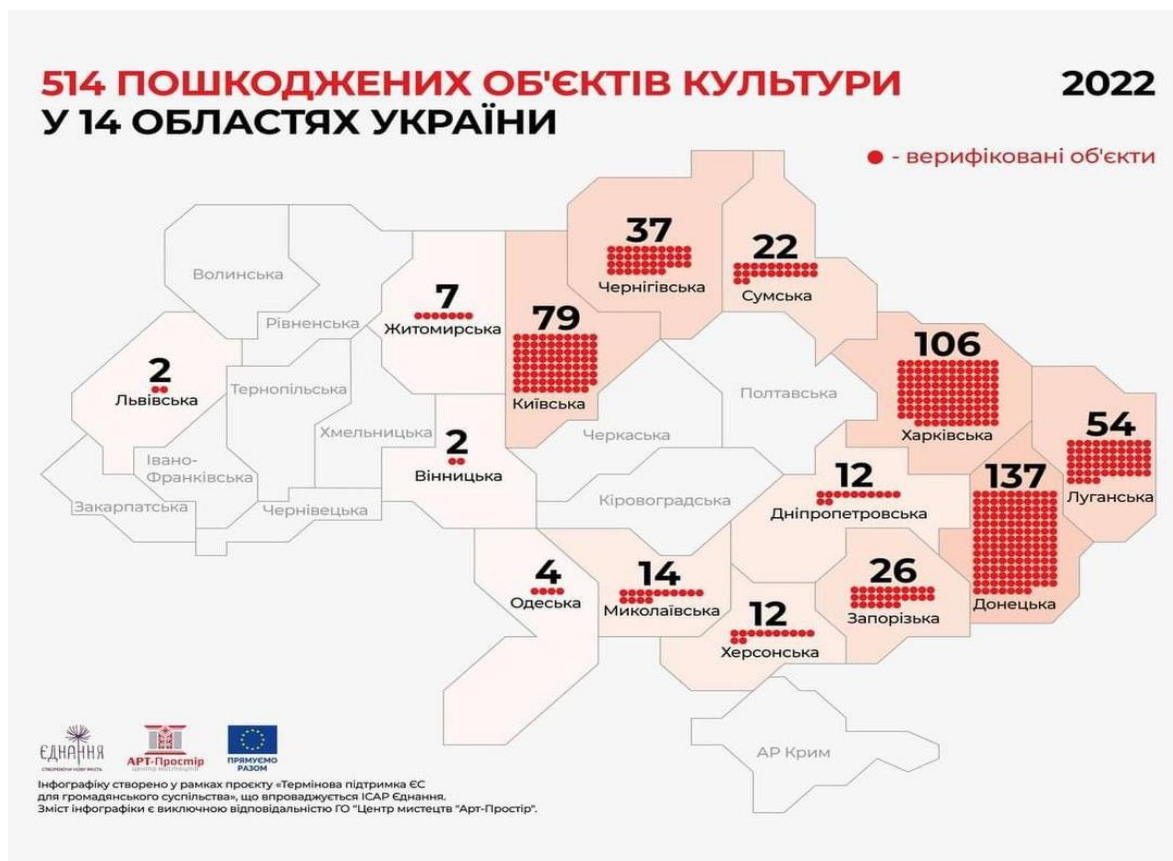 514 ПОШКОДЖЕНИХ ОБ'ЄКТІВ КУЛЬТУРИ
У 14 ОБЛАСТЯХ УКРАЇНИ
2022
- верифіковані об'єкти
37
Чернігівська
22
Сумська
Волинська
Рівненська
7
Житомирська
79
Київська
106
Харківська
2
Львівська
Тернопільська
Хмельницька
Полтавська
54
Луганська
Івано-
Франківська
2
Вінницька
Черкаська
12
Дніпропетровська
137
Донецька
Закарпатська
Чернівецька
Кіровоградська
4
Одеська
14
Миколаївська
12
Херсонська
26
Запорізька
АР Крим
ЄДНАННЯ
АРТ-Простір
ПРЯМУЄМО
РАЗОМ
Інфографіку створено у рамках проєкту «Термінова підтримка ЄС
для громадянського суспільства», що впроваджується ІСАР Єднання.
Зміст інфографіки є виключною відповідальністю ГО "Центр мистецтв "Арт-Простір".